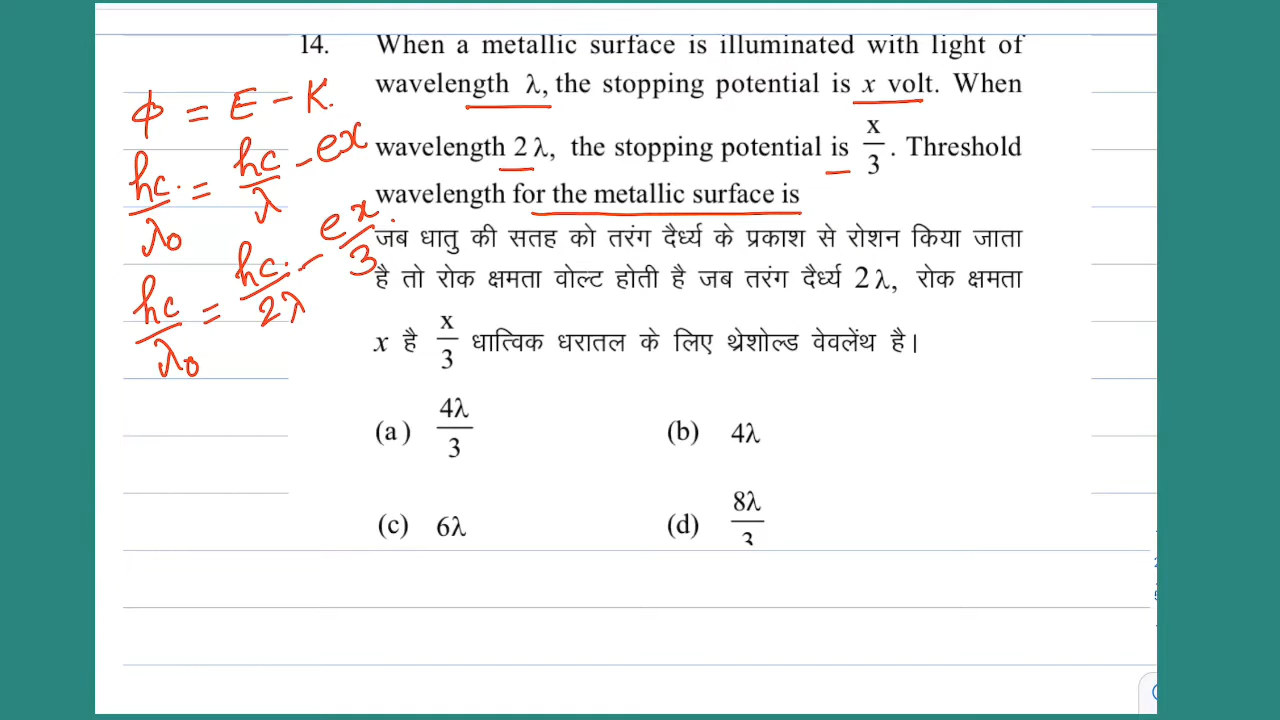 14. When a metallic surface is illuminated with light of
wavelength λ, the stopping potential is x volt. When
wavelength 2λ, the stopping potential is x/3. Threshold
wavelength for the metallic surface is
जब धातु की सतह को तरंग दैर्ध्य के प्रकाश से रोशन किया जाता
है तो रोक क्षमता वोल्ट होती है जब तरंग दैर्ध्य 2λ, रोक क्षमता
x है x/3 धात्विक धरातल के लिए थ्रेशोल्ड वेवलेंथ है।
(a) 4λ/3 (b) 4λ
(c) 6λ (d) 8λ/3
ϕ = E - K.
hc/λ0 = hc/λ - ex
hc/λ0 = hc/2λ - ex/3